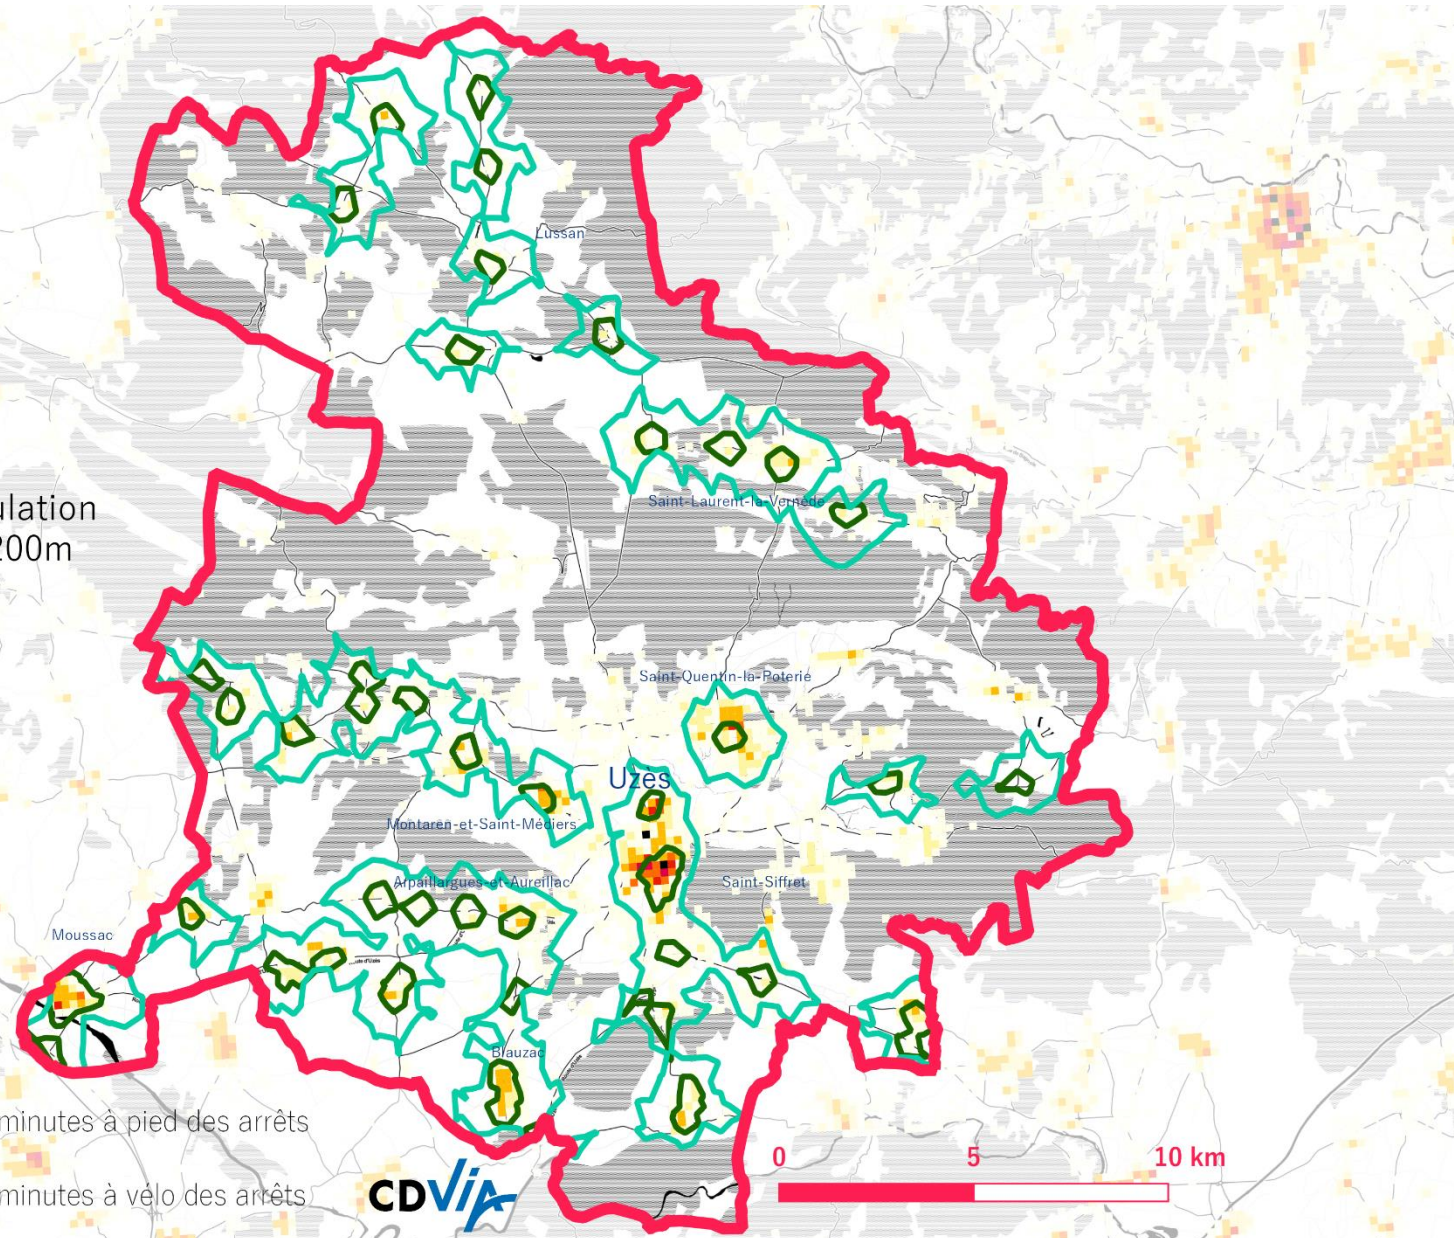 Lussan
Saint-Laurent-la-Vernède
ulation
200m
Saint-Quentin-la-Poterie
Uzès
Montaren-et-Saint-Médiers
Arpaillargues-et-Aureillac
Saint-Siffret
Moussac
Blauzac
minutes à pied des arrêts
minutes à vélo des arrêts
CDVIA
0 5 10 km